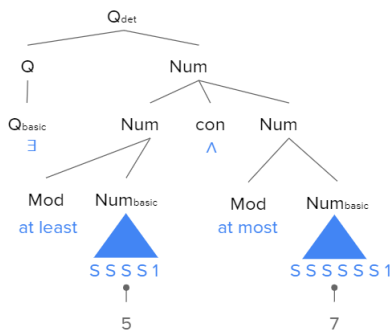 Qdet
Q Num
Qbasic Num con Num
∃ ∧
Mod Numbasic Mod Numbasic
at least at most
S S S S 1 S S S S S S 1
5 7